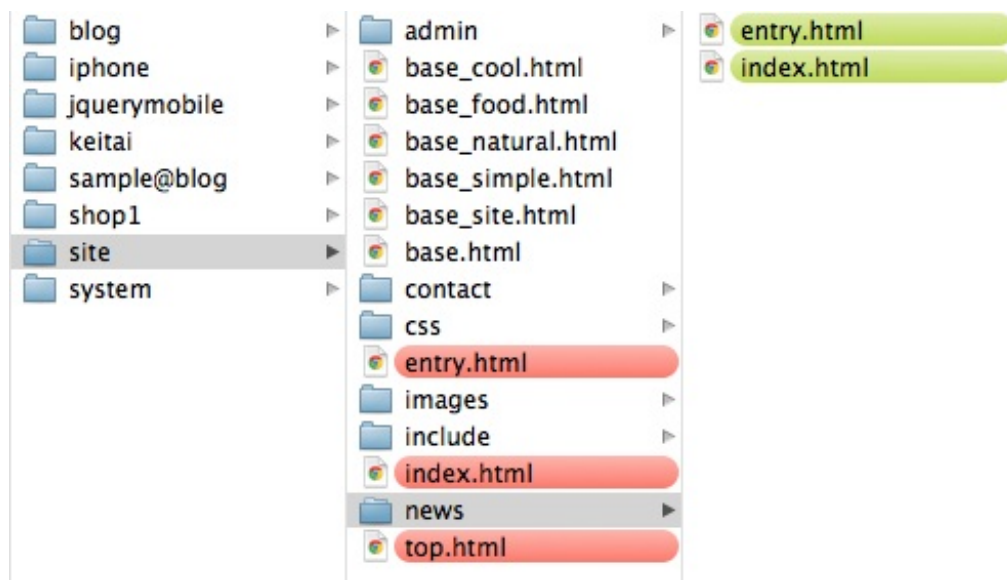 blog
iphone
jquerymobile
keitai
sample@blog
shop1
site
system
admin
base_cool.html
base_food.html
base_natural.html
base_simple.html
base_site.html
base.html
contact
css
entry.html
images
include
index.html
news
top.html
entry.html
index.html